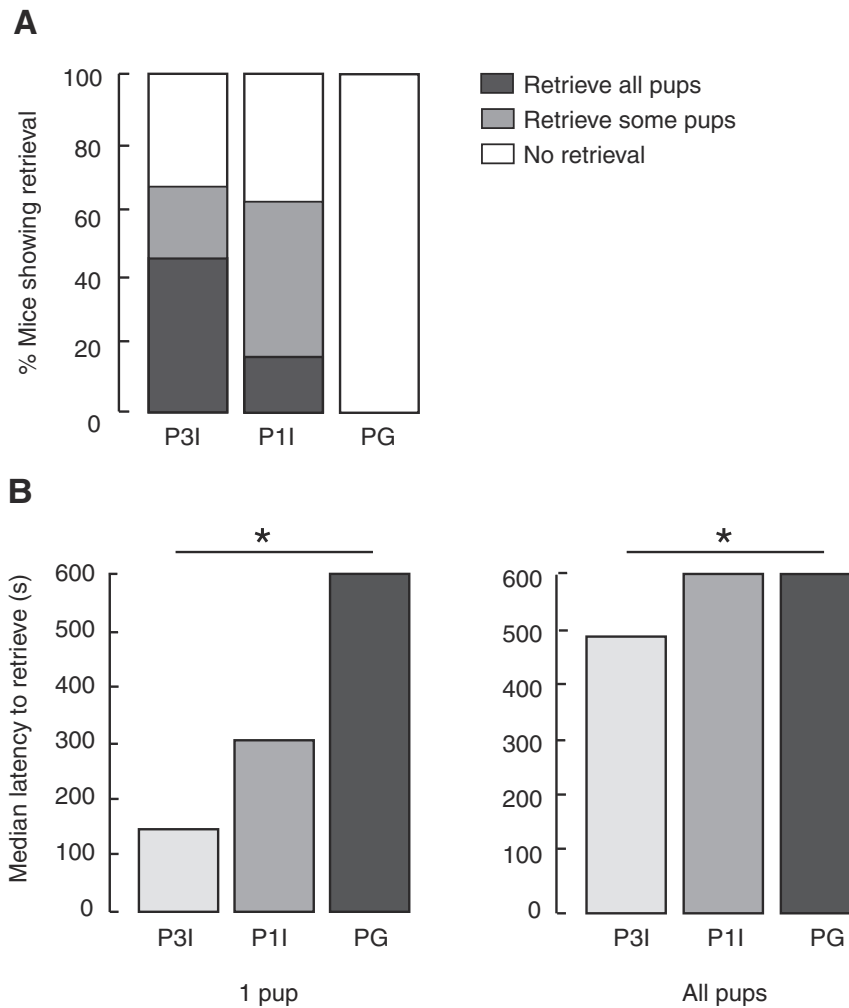 A
% Mice showing retrieval
100
80
60
40
20
0
P3I P1I PG
Retrieve all pups
Retrieve some pups
No retrieval
B
Median latency to retrieve (s)
600
500
400
300
200
100
0
*
P3I P1I PG
1 pup
600
500
400
300
200
100
0
*
P3I P1I PG
All pups